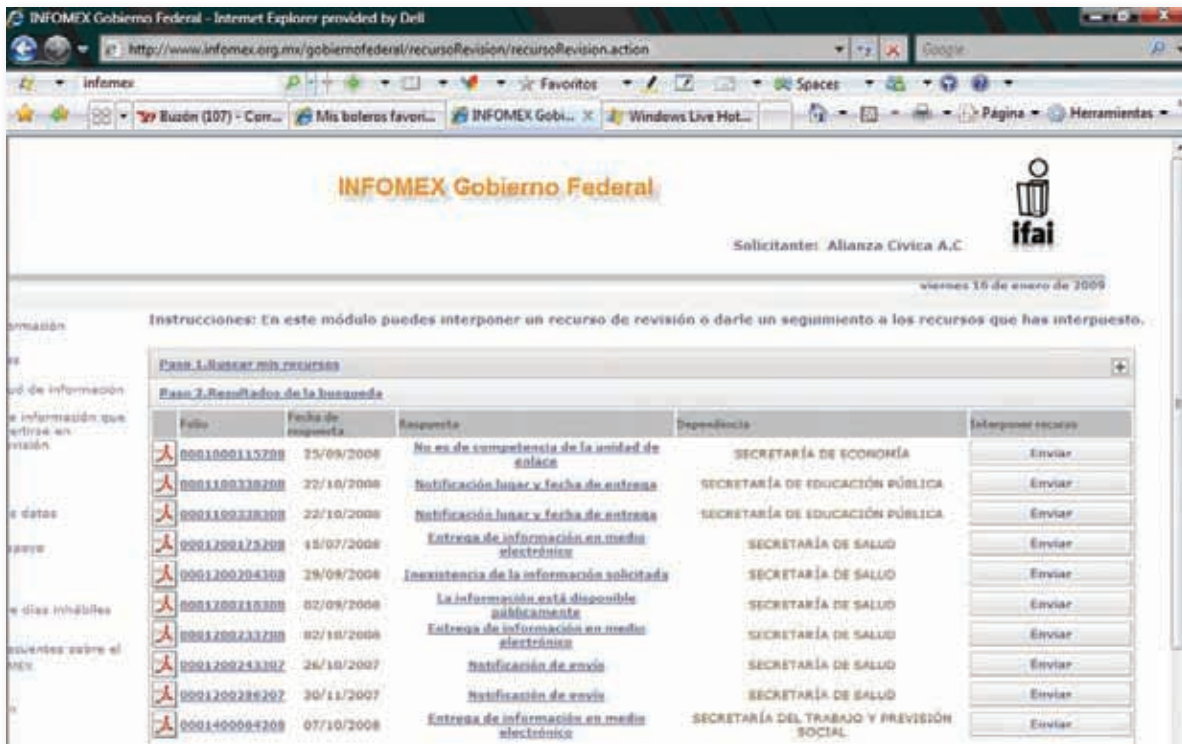 INFOMEX Gobierno Federal - Internet Explorer provided by Dell
http://www.infomex.org.mx/gobiernofederal/recursoRevision/recursoRevision.action
Google
infomex
Favoritos
Spaces
Buzón (107) - Corr...
Mis boleros favori...
INFOMEX Gobi...
Windows Live Hot...
Página
Herramientas
INFOMEX Gobierno Federal
ifai
Solicitante: Alianza Cívica A.C
viernes 16 de enero de 2009
Instrucciones: En este módulo puedes interponer un recurso de revisión o darle un seguimiento a los recursos que has interpuesto.
ud de información
e información que
datos
e días inhábiles
Paso 1.Buscar mis recursos
Paso 2.Resultados de la busqueda
Folio Fecha de respuesta Respuesta Dependencia Interponer recurso
0001000115708 25/09/2008 No es de competencia de la unidad de enlace SECRETARÍA DE ECONOMÍA Enviar
0001100338208 22/10/2008 Notificación lugar y fecha de entrega SECRETARÍA DE EDUCACIÓN PÚBLICA Enviar
0001100338308 22/10/2008 Notificación lugar y fecha de entrega SECRETARÍA DE EDUCACIÓN PÚBLICA Enviar
0001200175208 15/07/2008 Entrega de información en medio electrónico SECRETARÍA DE SALUD Enviar
0001200204308 29/09/2008 Inexistencia de la información solicitada SECRETARÍA DE SALUD Enviar
02/09/2008 La información está disponible públicamente SECRETARÍA DE SALUD Enviar
0001200233708 02/10/2008 Entrega de información en medio electrónico SECRETARÍA DE SALUD Enviar
0001200243307 26/10/2007 Notificación de envío SECRETARÍA DE SALUD Enviar
0001200286207 30/11/2007 Notificación de envío SECRETARÍA DE SALUD Enviar
0001400084208 07/10/2008 Entrega de información en medio electrónico SECRETARÍA DEL TRABAJO Y PREVISIÓN SOCIAL Enviar